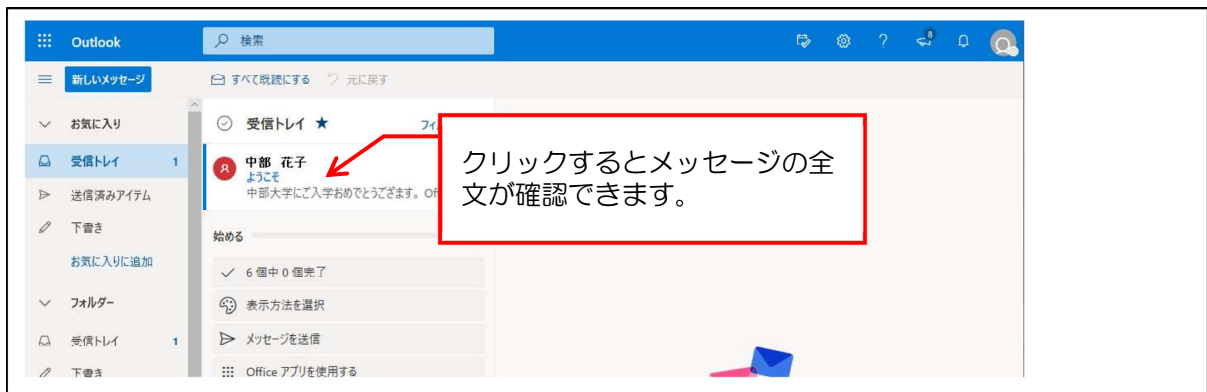 Outlook
検索
8
新しいメッセージ
すべて既読にする
元に戻す
お気に入り
受信トレイ ★
受信トレイ 1
中部 花子
ようこそ
中部大学にご入学おめでとうござます。Of
送信済みアイテム
下書き
お気に入りに追加
始める
6 個中 0 個完了
フォルダー
表示方法を選択
受信トレイ 1
メッセージを送信
下書き
Office アプリを使用する
クリックするとメッセージの全
文が確認できます。